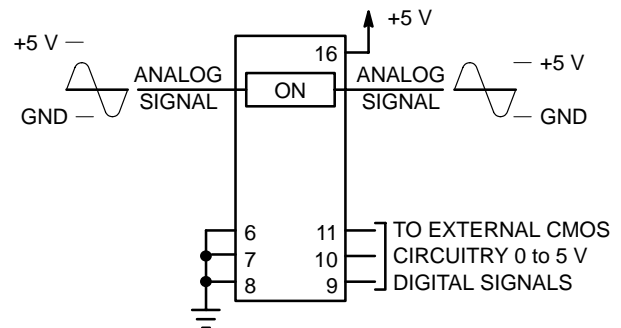 +5 V
16
+5 V
ANALOG
SIGNAL
ON
ANALOG
SIGNAL
+5 V
GND
GND
6
11
TO EXTERNAL CMOS
7
10
CIRCUITRY 0 to 5 V
8
9
DIGITAL SIGNALS